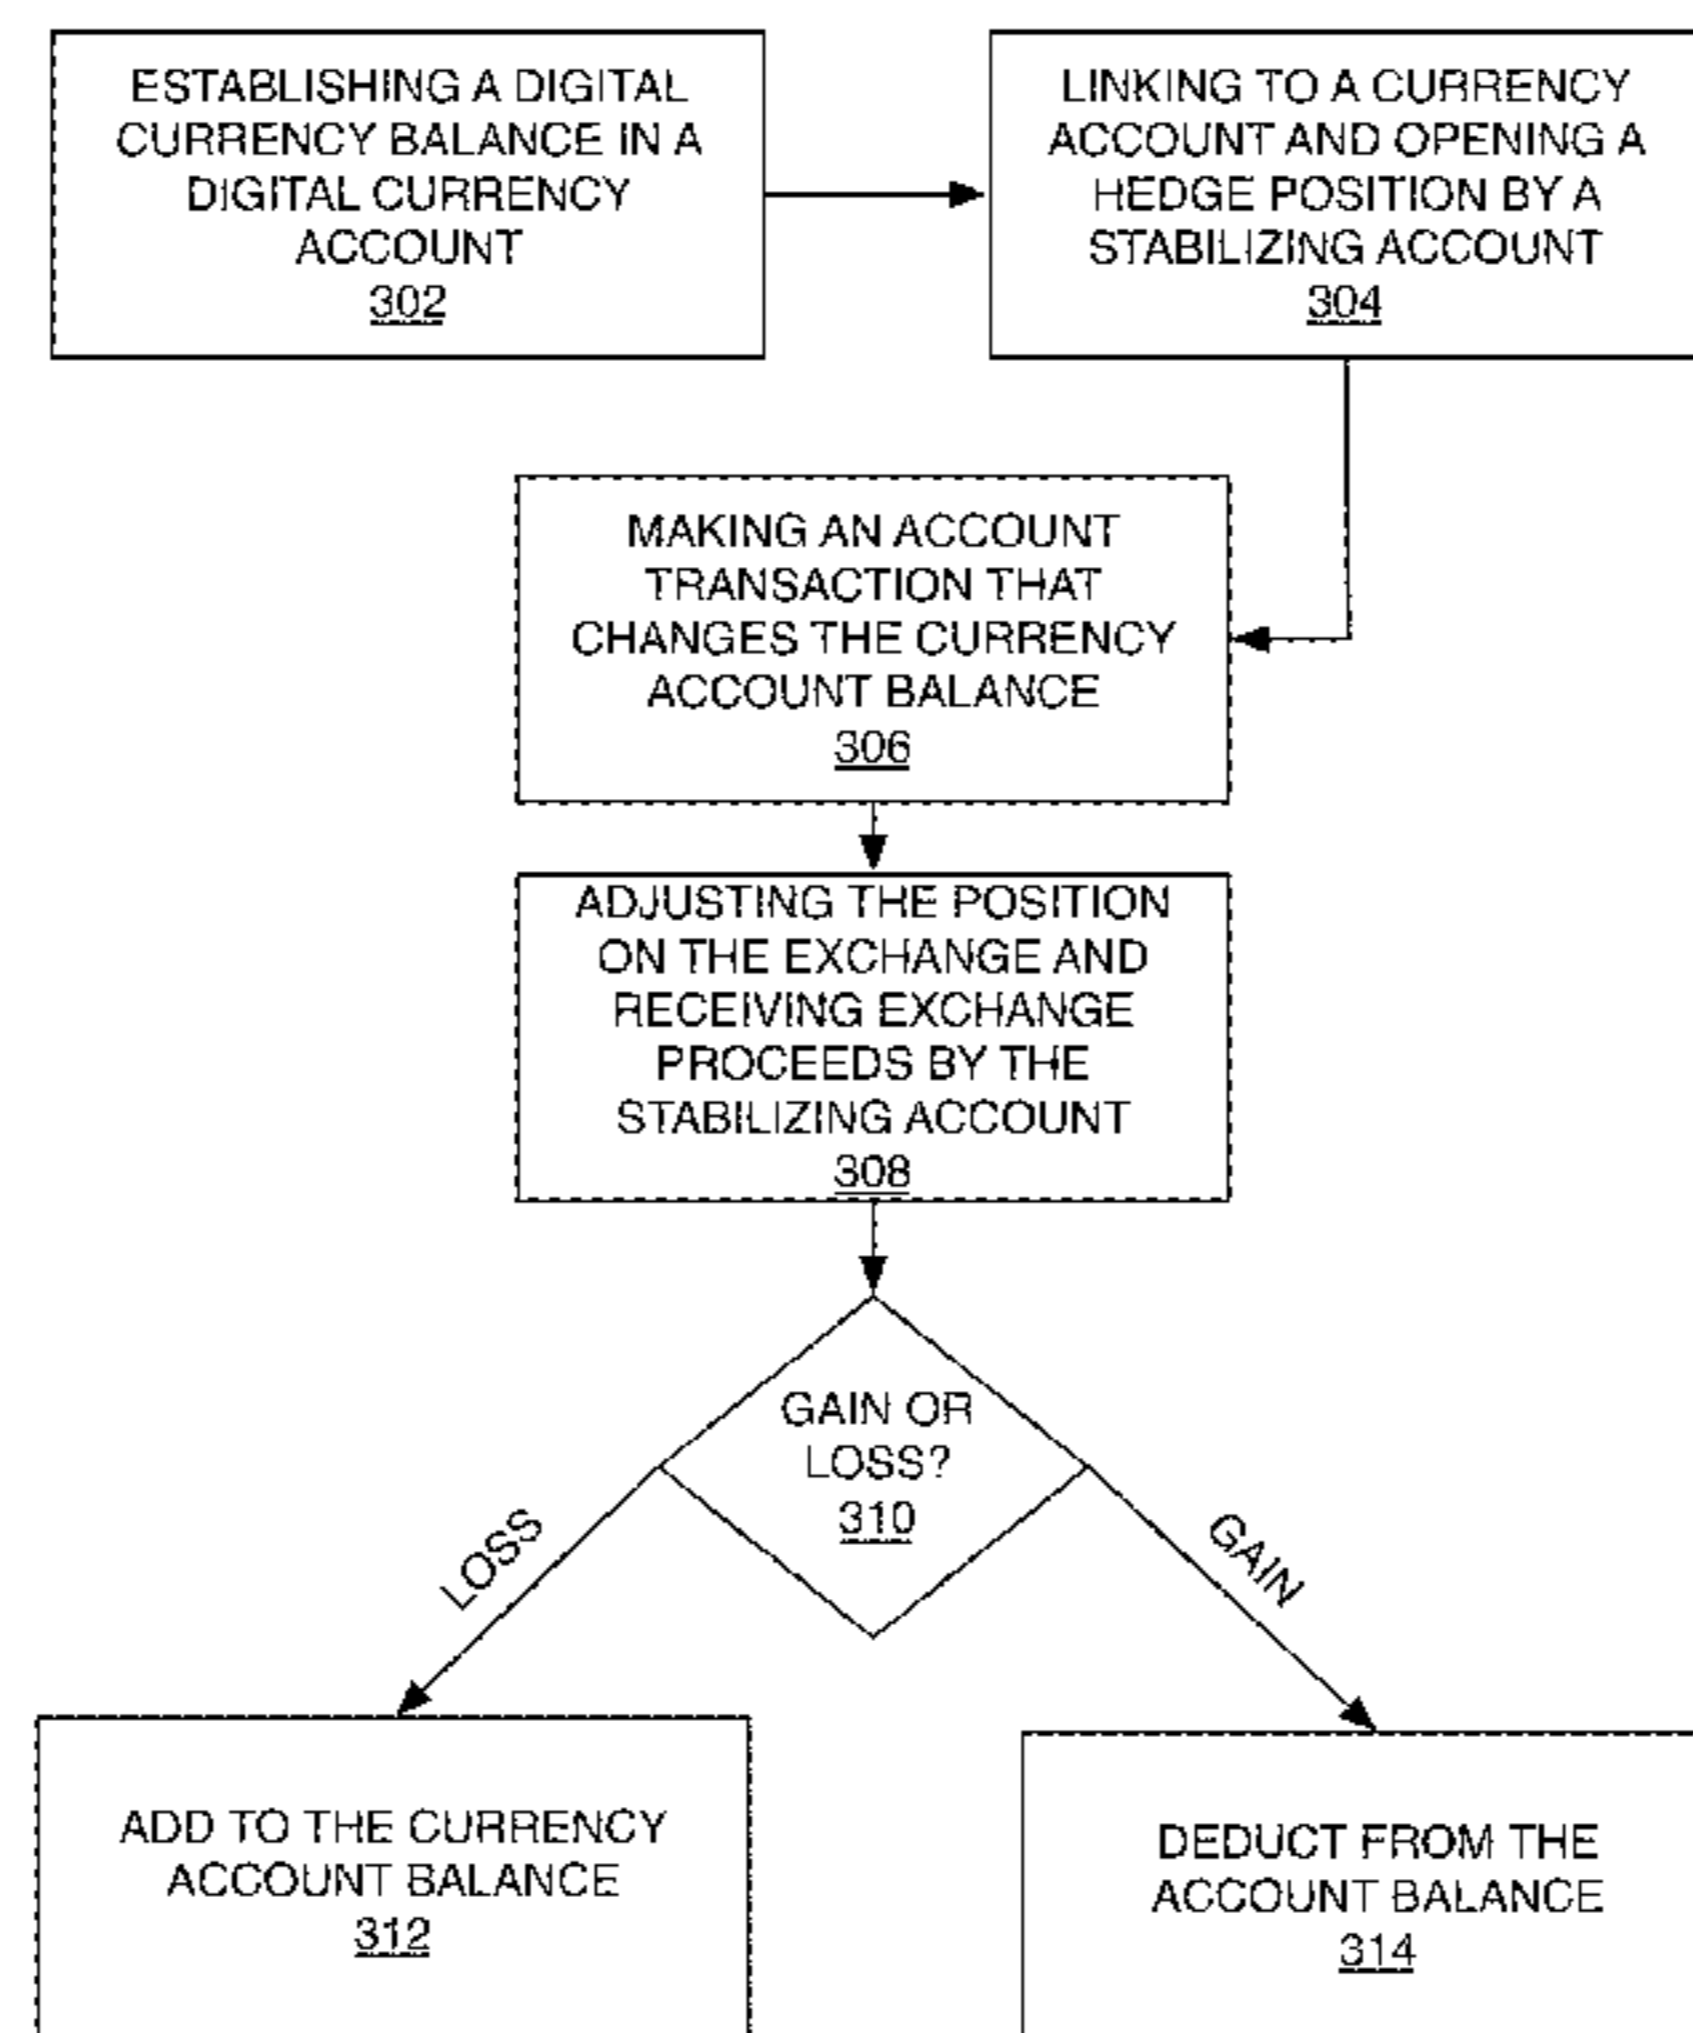 ESTABLISHING A DIGITAL
CURRENCY BALANCE IN A
DIGITAL CURRENCY
ACCOUNT
302
LINKING TO A CURRENCY
ACCOUNT AND OPENING A
HEDGE POSITION BY A
STABILIZING ACCOUNT
304
MAKING AN ACCOUNT
TRANSACTION THAT
CHANGES THE CURRENCY
ACCOUNT BALANCE
306
ADJUSTING THE POSITION
ON THE EXCHANGE AND
RECEIVING EXCHANGE
PROCEEDS BY THE
STABILIZING ACCOUNT
308
GAIN OR
LOSS?
310
LOSS
GAIN
ADD TO THE CURRENCY
ACCOUNT BALANCE
312
DEDUCT FROM THE
ACCOUNT BALANCE
314